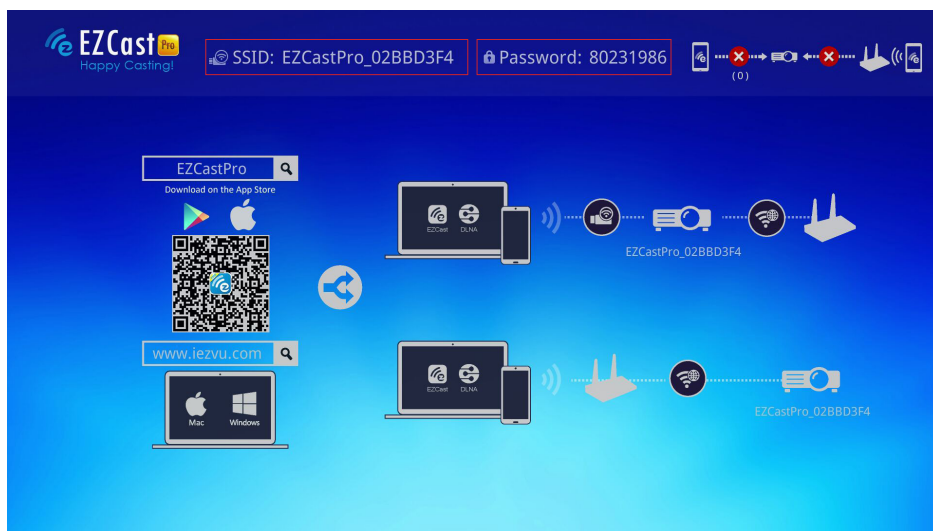 EZCast Pro
Happy Casting!
SSID: EZCastPro_02BBD3F4
Password: 80231986
(0)
EZCastPro
Download on the App Store
www.iezvu.com
Mac Windows
EZCast DLNA
EZCastPro_02BBD3F4
EZCast DLNA
EZCastPro_02BBD3F4